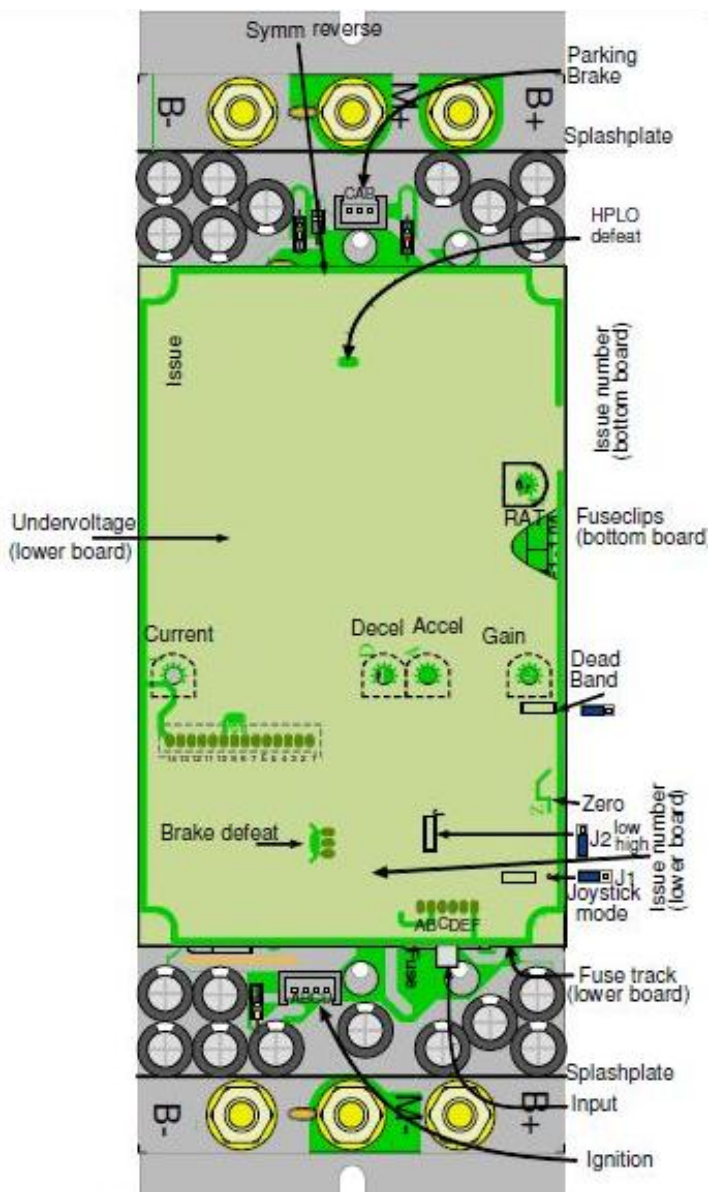 Symm reverse
Parking
Brake
B-
M+
B+
Splashplate
CAB
HPLO
defeat
Issue
Issue number
(bottom board)
RAT
Undervoltage
(lower board)
Fuseclips
(bottom board)
Current
Decel
Accel
Gain
Dead
Band
Zero
Z
Brake defeat
J2
low
high
J1
Joystick
mode
Issue number
(lower board)
ABCDEF
Fuse
ABCD
Fuse track
(lower board)
Splashplate
B-
M-
B+
Input
Ignition